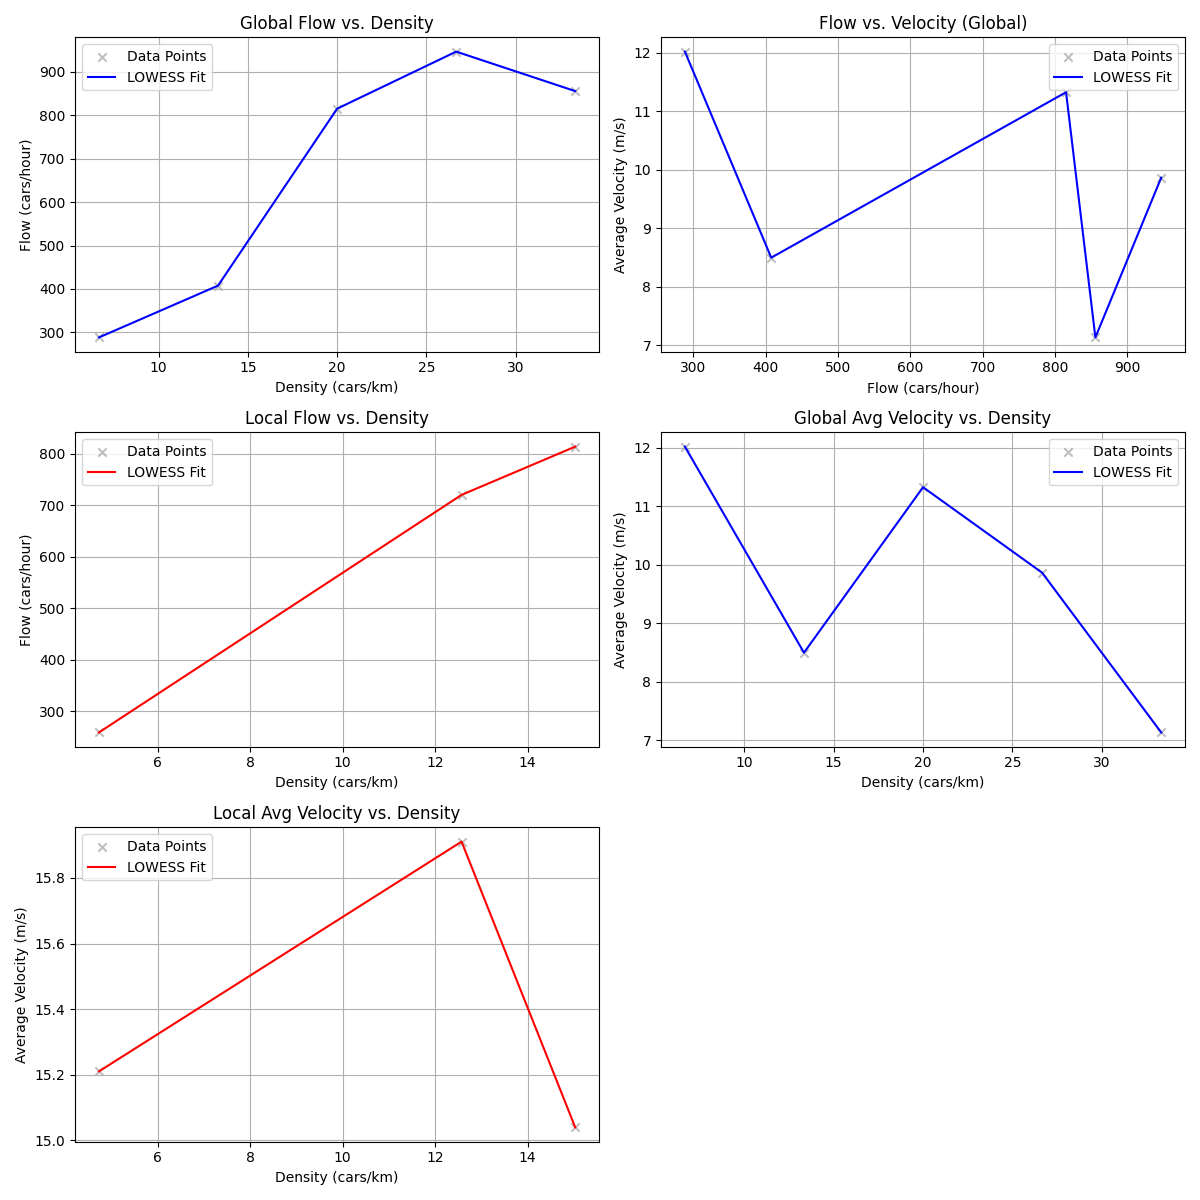 Global Flow vs. Density
Data Points
LOWESS Fit
Flow (cars/hour)
900
800
700
600
500
400
300
10
15
20
25
30
Density (cars/km)
Flow vs. Velocity (Global)
Data Points
LOWESS Fit
Average Velocity (m/s)
12
11
10
9
8
7
300
400
500
600
700
800
900
Flow (cars/hour)
Local Flow vs. Density
Data Points
LOWESS Fit
Flow (cars/hour)
800
700
600
500
400
300
6
8
10
12
14
Density (cars/km)
Global Avg Velocity vs. Density
Data Points
LOWESS Fit
Average Velocity (m/s)
12
11
10
9
8
7
10
15
20
25
30
Density (cars/km)
Local Avg Velocity vs. Density
Data Points
LOWESS Fit
Average Velocity (m/s)
15.8
15.6
15.4
15.2
15.0
6
8
10
12
14
Density (cars/km)